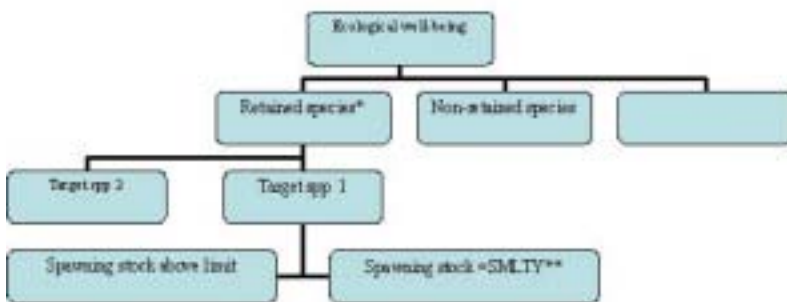 Ecological well-being
Retained species*
Non-retained species
Target spp 2
Target spp 1
Spawning stock above limit
Spawning stock =SMLTY**